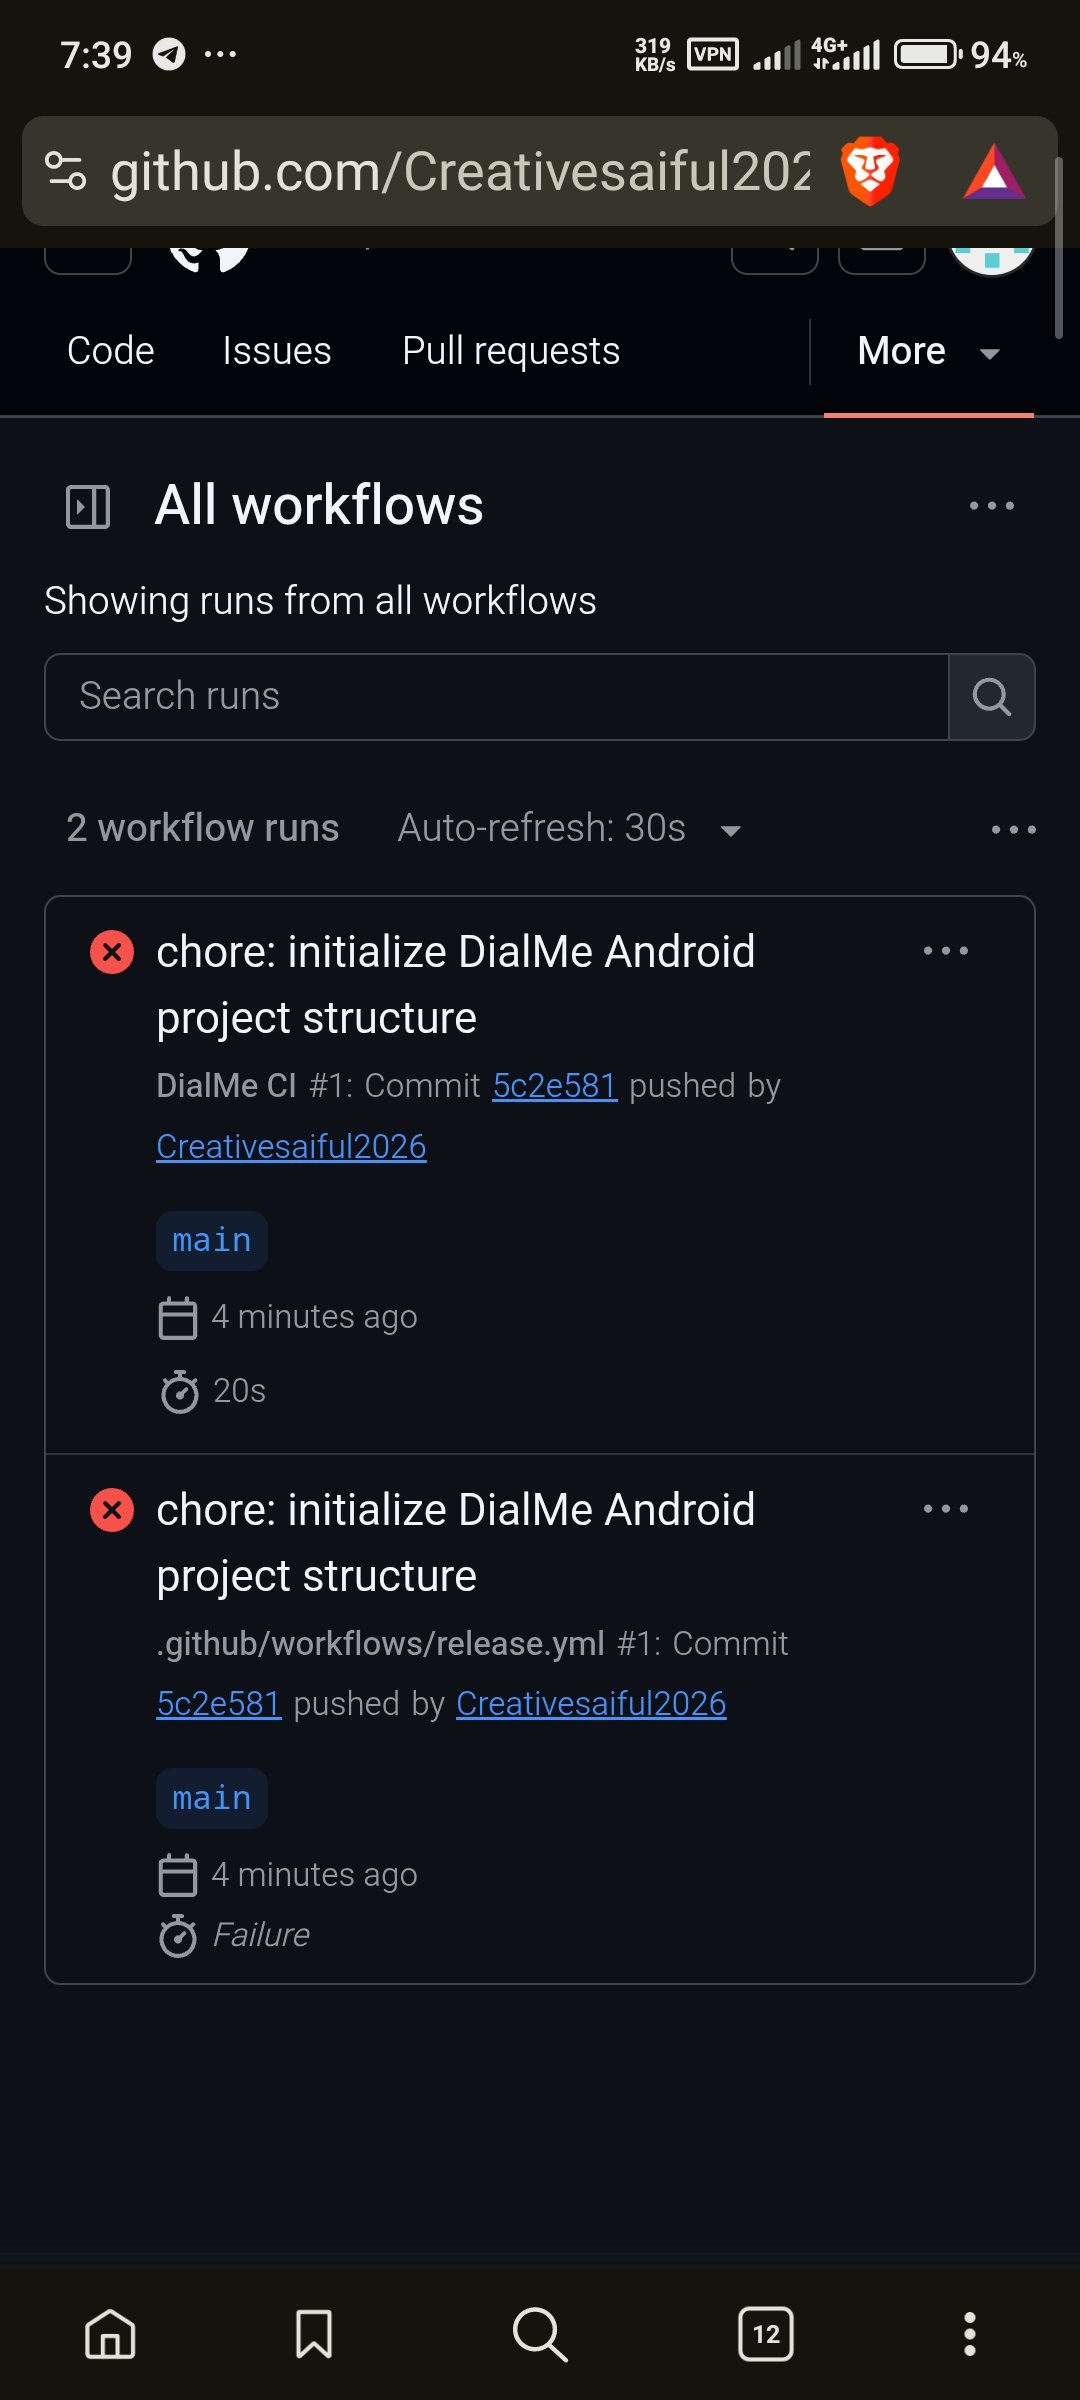 7:39 ... 319 KB/s VPN 4G+ 94%
github.com/Creativesaiful202
Code Issues Pull requests More
All workflows
Showing runs from all workflows
Search runs
2 workflow runs Auto-refresh: 30s
chore: initialize DialMe Android
project structure
DialMe CI #1: Commit 5c2e581 pushed by
Creativesaiful2026
main
4 minutes ago
20s
chore: initialize DialMe Android
project structure
.github/workflows/release.yml #1: Commit
5c2e581 pushed by Creativesaiful2026
main
4 minutes ago
Failure
12